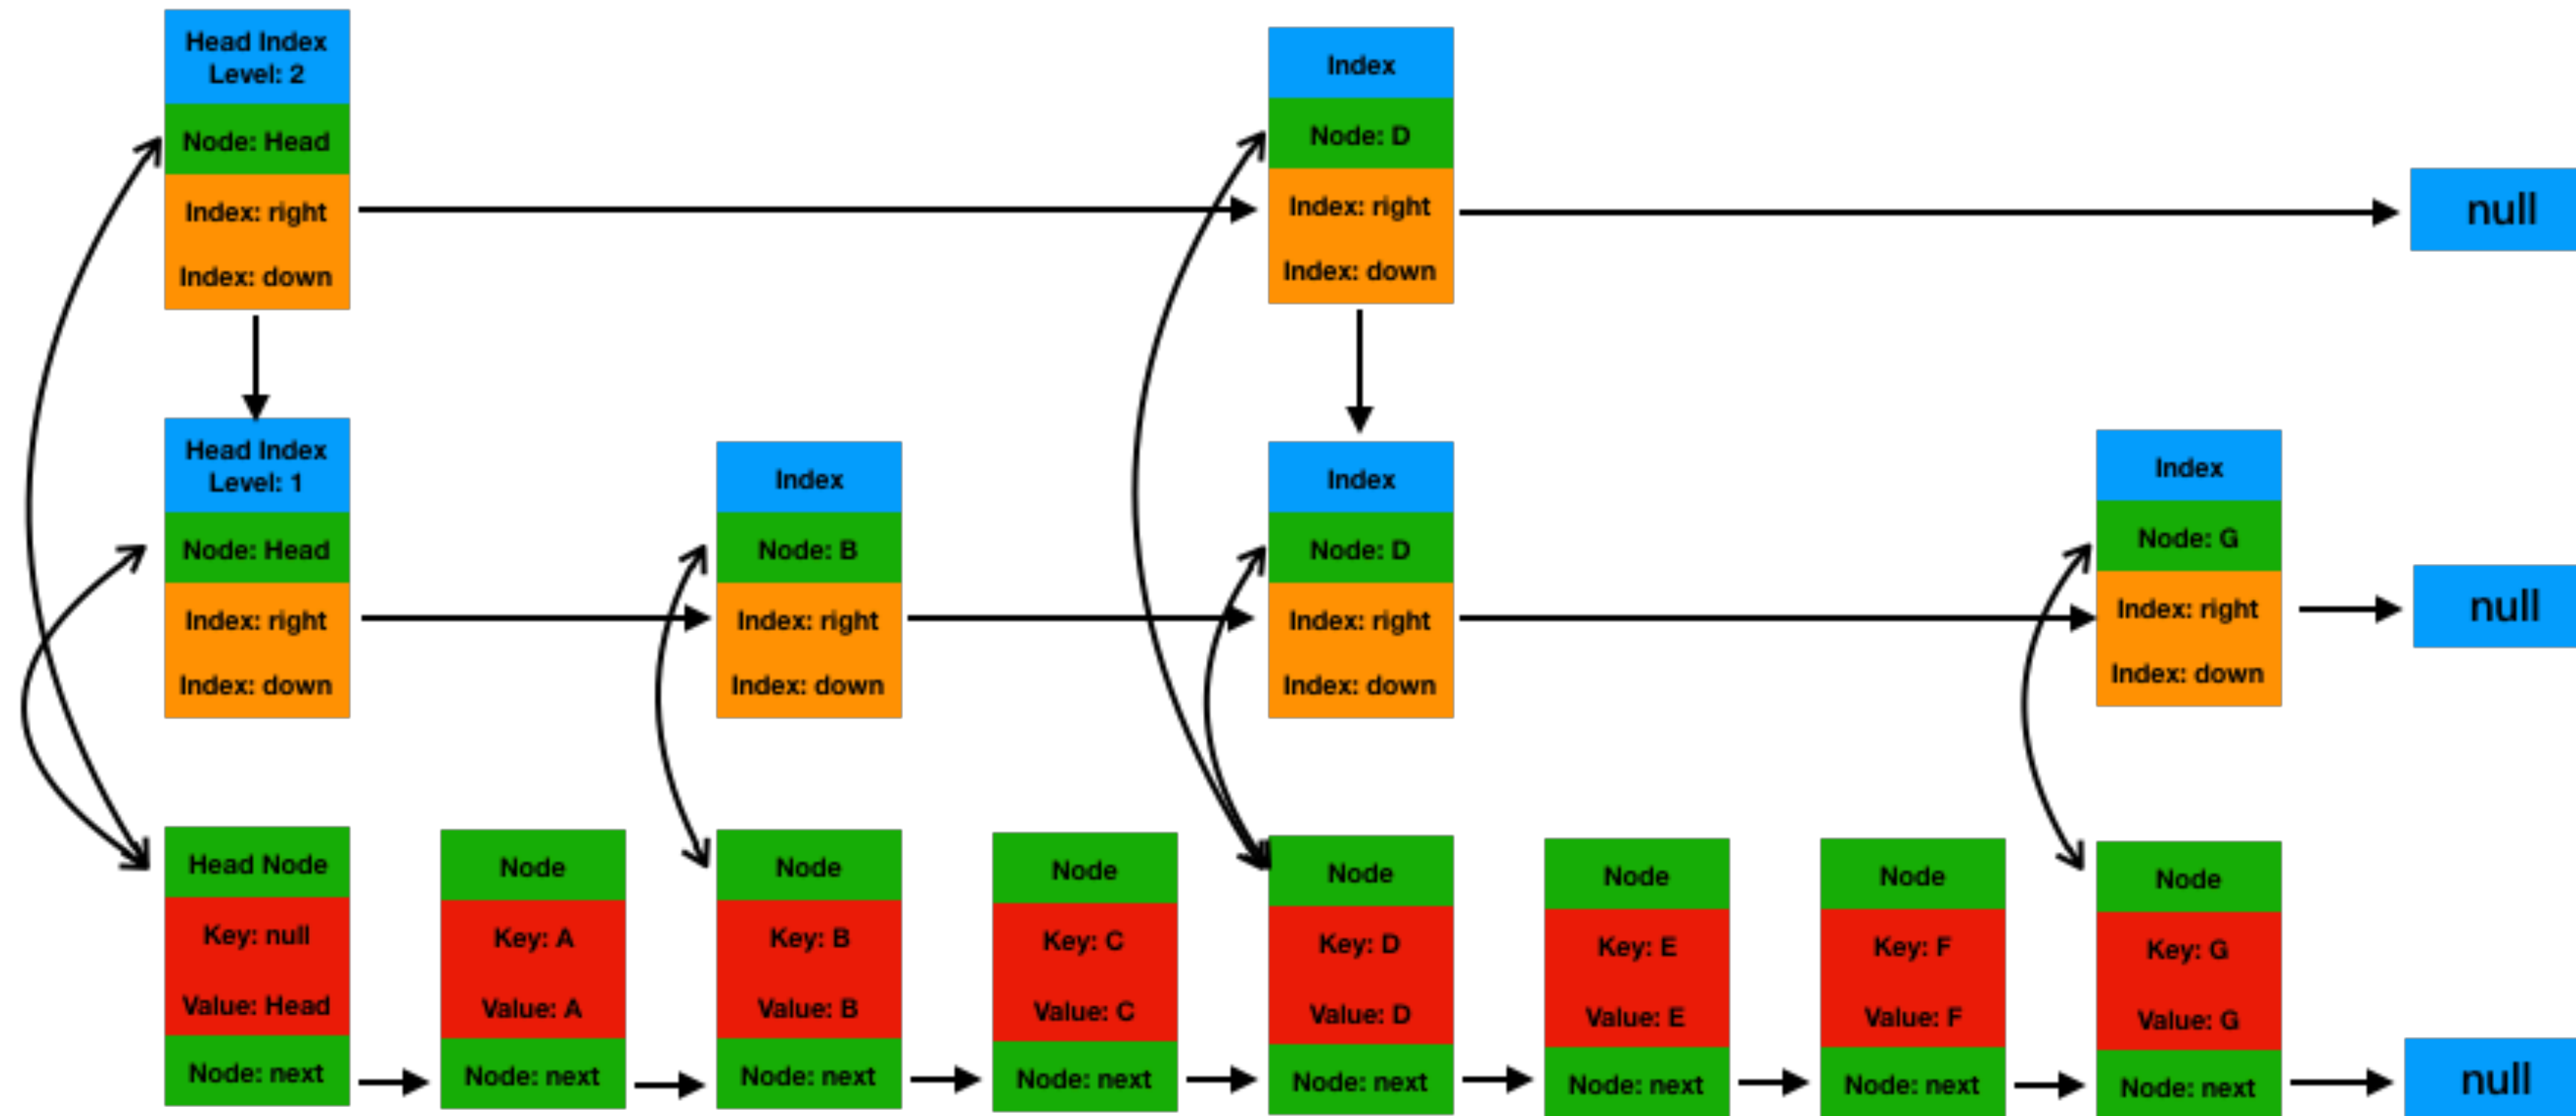 Head Index
Level: 2
Node: Head
Index: right
Index: down
Index
Node: D
Index: right
Index: down
null
Head Index
Level: 1
Node: Head
Index: right
Index: down
Index
Node: B
Index: right
Index: down
Index
Node: D
Index: right
Index: down
Index
Node: G
Index: right
Index: down
null
Head Node
Key: null
Value: Head
Node: next
Node
Key: A
Value: A
Node: next
Node
Key: B
Value: B
Node: next
Node
Key: C
Value: C
Node: next
Node
Key: D
Value: D
Node: next
Node
Key: E
Value: E
Node: next
Node
Key: F
Value: F
Node: next
Node
Key: G
Value: G
Node: next
null